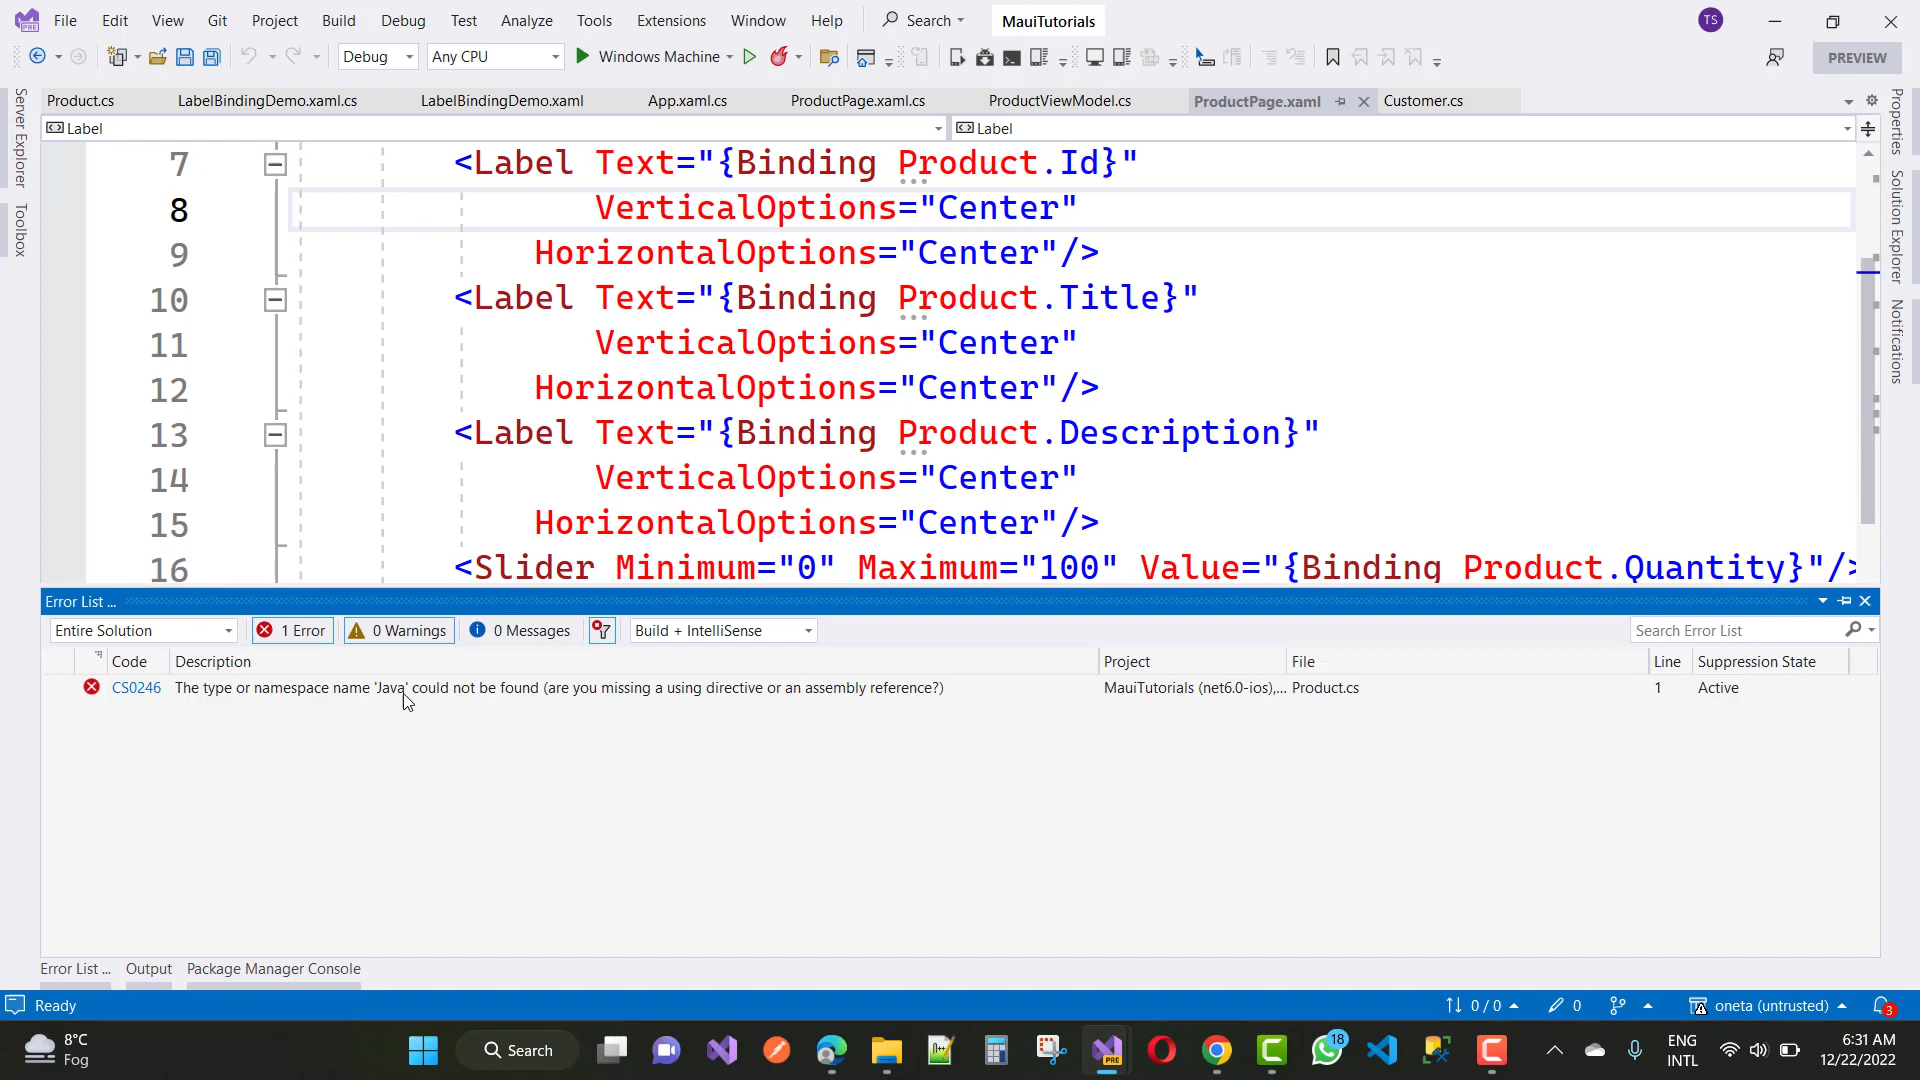 File Edit View Git Project Build Debug Test Analyze Tools Extensions Window Help Search MauiTutorials TS
Debug Any CPU Windows Machine PREVIEW
Product.cs LabelBindingDemo.xaml.cs LabelBindingDemo.xaml App.xaml.cs ProductPage.xaml.cs ProductViewModel.cs ProductPage.xaml Customer.cs
Label Label
Server Explorer
Toolbox
Properties
Solution Explorer
Notifications
7 <Label Text="{Binding Product.Id}"
8 VerticalOptions="Center"
9 HorizontalOptions="Center"/>
10 <Label Text="{Binding Product.Title}"
11 VerticalOptions="Center"
12 HorizontalOptions="Center"/>
13 <Label Text="{Binding Product.Description}"
14 VerticalOptions="Center"
15 HorizontalOptions="Center"/>
16 <Slider Minimum="0" Maximum="100" Value="{Binding Product.Quantity}"/>
Error List ...
Entire Solution 1 Error 0 Warnings 0 Messages Build + IntelliSense Search Error List
Code Description Project File Line Suppression State
CS0246 The type or namespace name 'Java' could not be found (are you missing a using directive or an assembly reference?) MauiTutorials (net6.0-ios),... Product.cs 1 Active
Error List ... Output Package Manager Console
Ready 0 / 0 0 oneta (untrusted) 3
8°C
Fog
Search
PRE
18
ENG
INTL
6:31 AM
12/22/2022